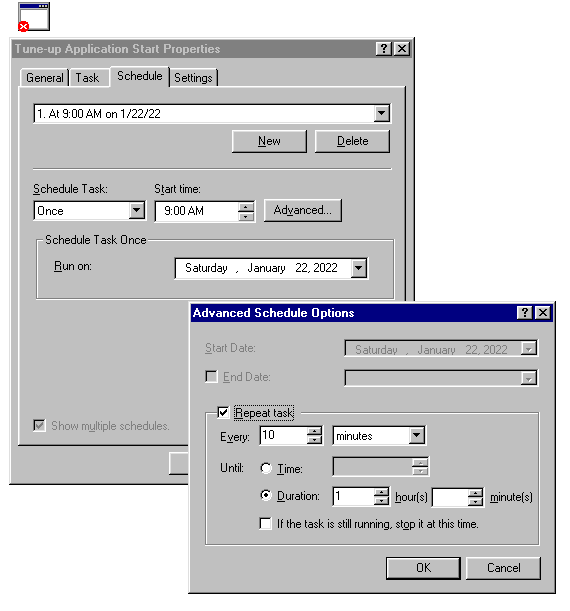 Tune-up Application Start Properties
General Task Schedule Settings
1. At 9:00 AM on 1/22/22
New Delete
Schedule Task: Start time:
Once 9:00 AM Advanced...
Schedule Task Once
Run on: Saturday , January 22, 2022
Show multiple schedules.
Advanced Schedule Options
Start Date: Saturday , January 22, 2022
End Date:
Repeat task
Every: 10 minutes
Until: Time:
Duration: 1 hour(s) minute(s)
If the task is still running, stop it at this time.
OK Cancel